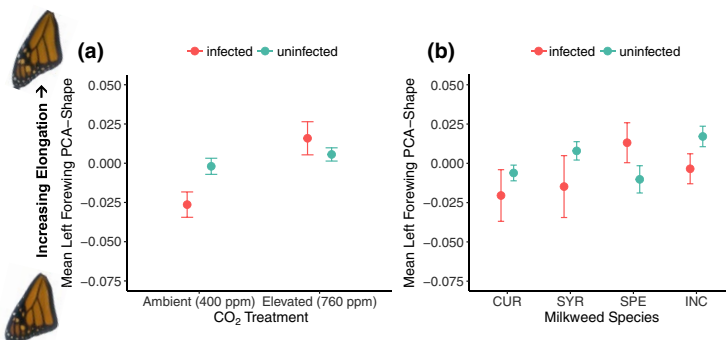 Increasing Elongation →
(a)
infected uninfected
Mean Left Forewing PCA−Shape
0.050
0.025
0.000
−0.025
−0.050
−0.075
Ambient (400 ppm) Elevated (760 ppm)
CO₂ Treatment
(b)
infected uninfected
Mean Left Forewing PCA−Shape
0.050
0.025
0.000
−0.025
−0.050
−0.075
CUR SYR SPE INC
Milkweed Species